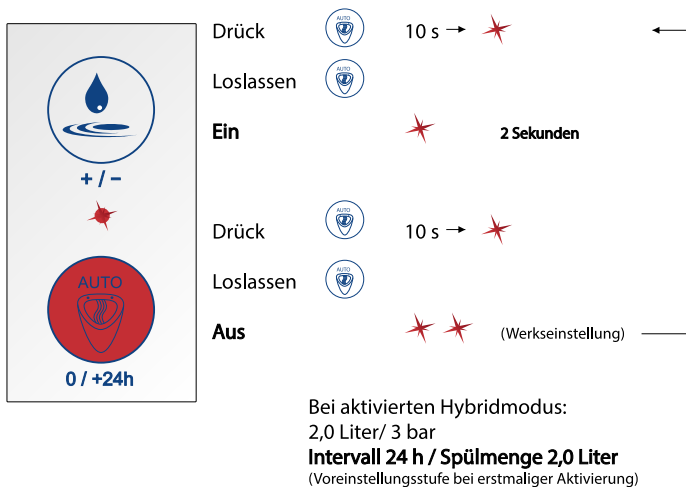 Drück AUTO 10 s →
Loslassen AUTO
Ein 2 Sekunden
+ / −
Drück AUTO 10 s →
AUTO
Loslassen AUTO
Aus (Werkseinstellung)
0 / +24h
Bei aktivierten Hybridmodus:
2,0 Liter/ 3 bar
Intervall 24 h / Spülmenge 2,0 Liter
(Voreinstellungsstufe bei erstmaliger Aktivierung)